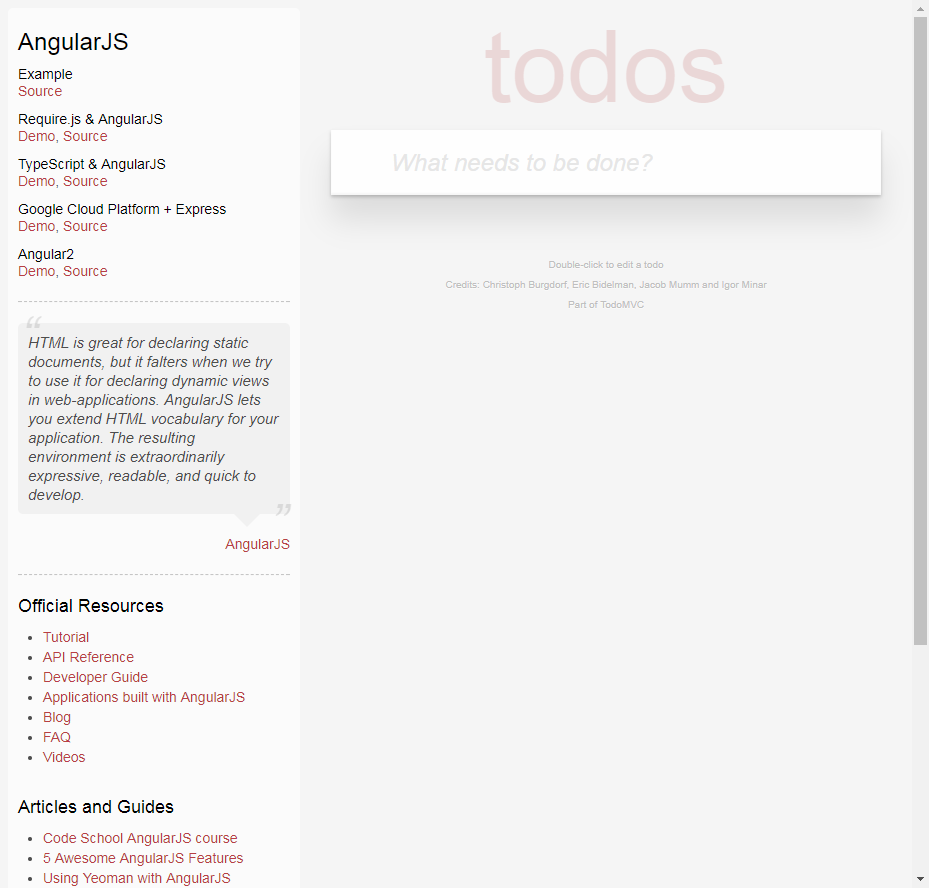 AngularJS
Example
Source
Require.js & AngularJS
Demo, Source
TypeScript & AngularJS
Demo, Source
Google Cloud Platform + Express
Demo, Source
Angular2
Demo, Source
“
HTML is great for declaring static
documents, but it falters when we try
to use it for declaring dynamic views
in web-applications. AngularJS lets
you extend HTML vocabulary for your
application. The resulting
environment is extraordinarily
expressive, readable, and quick to
develop.
”
AngularJS
Official Resources
Tutorial
API Reference
Developer Guide
Applications built with AngularJS
Blog
FAQ
Videos
Articles and Guides
Code School AngularJS course
5 Awesome AngularJS Features
Using Yeoman with AngularJS
todos
What needs to be done?
Double-click to edit a todo
Credits: Christoph Burgdorf, Eric Bidelman, Jacob Mumm and Igor Minar
Part of TodoMVC